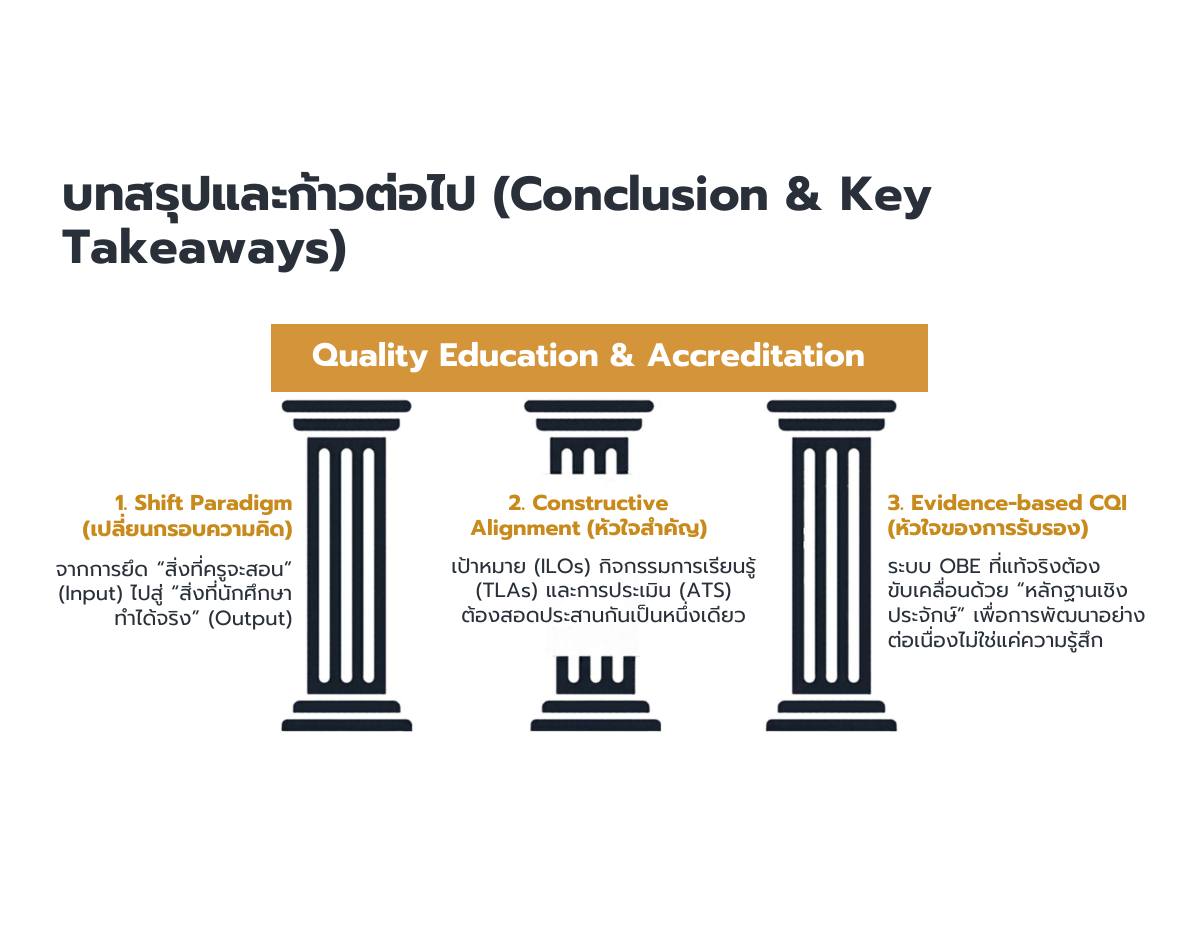 บทสรุปและก้าวต่อไป (Conclusion & Key
Takeaways)
Quality Education & Accreditation
1. Shift Paradigm
(เปลี่ยนกรอบความคิด)
จากการยึด “สิ่งที่ครูจะสอน”
(Input) ไปสู่ “สิ่งที่นักศึกษา
ทำได้จริง” (Output)
2. Constructive
Alignment (หัวใจสำคัญ)
เป้าหมาย (ILOs) กิจกรรมการเรียนรู้
(TLAs) และการประเมิน (ATS)
ต้องสอดประสานกันเป็นหนึ่งเดียว
3. Evidence-based CQI
(หัวใจของการรับรอง)
ระบบ OBE ที่แท้จริงต้อง
ขับเคลื่อนด้วย “หลักฐานเชิง
ประจักษ์” เพื่อการพัฒนาอย่าง
ต่อเนื่องไม่ใช่แค่ความรู้สึก